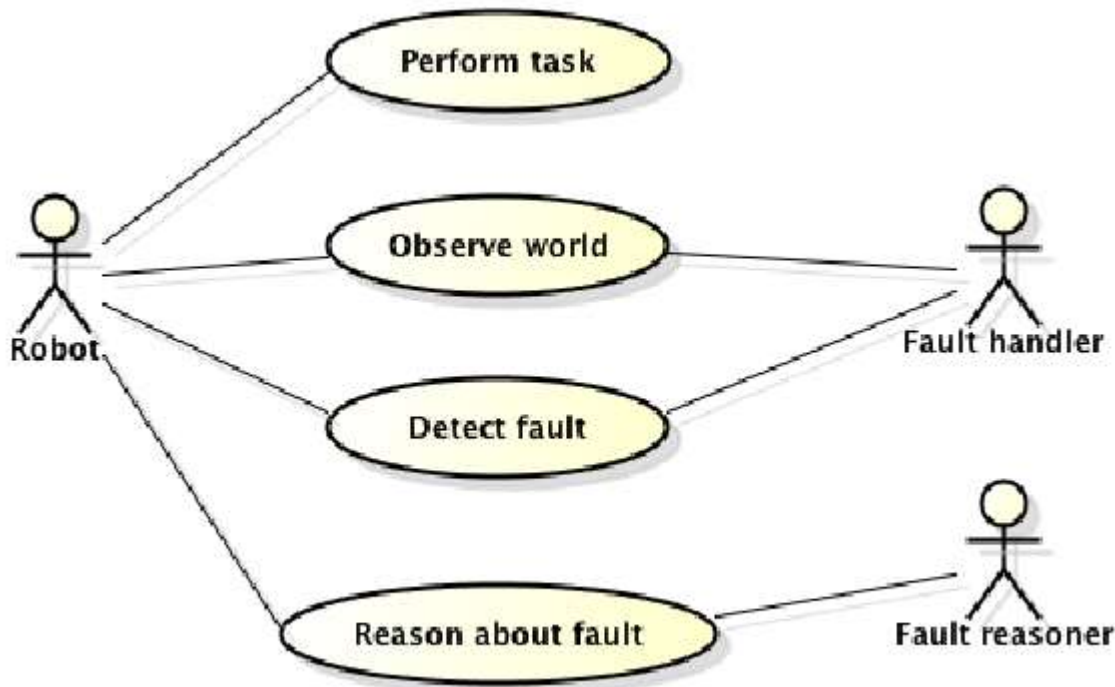 Perform task
Observe world
Robot
Fault handler
Detect fault
Reason about fault
Fault reasoner